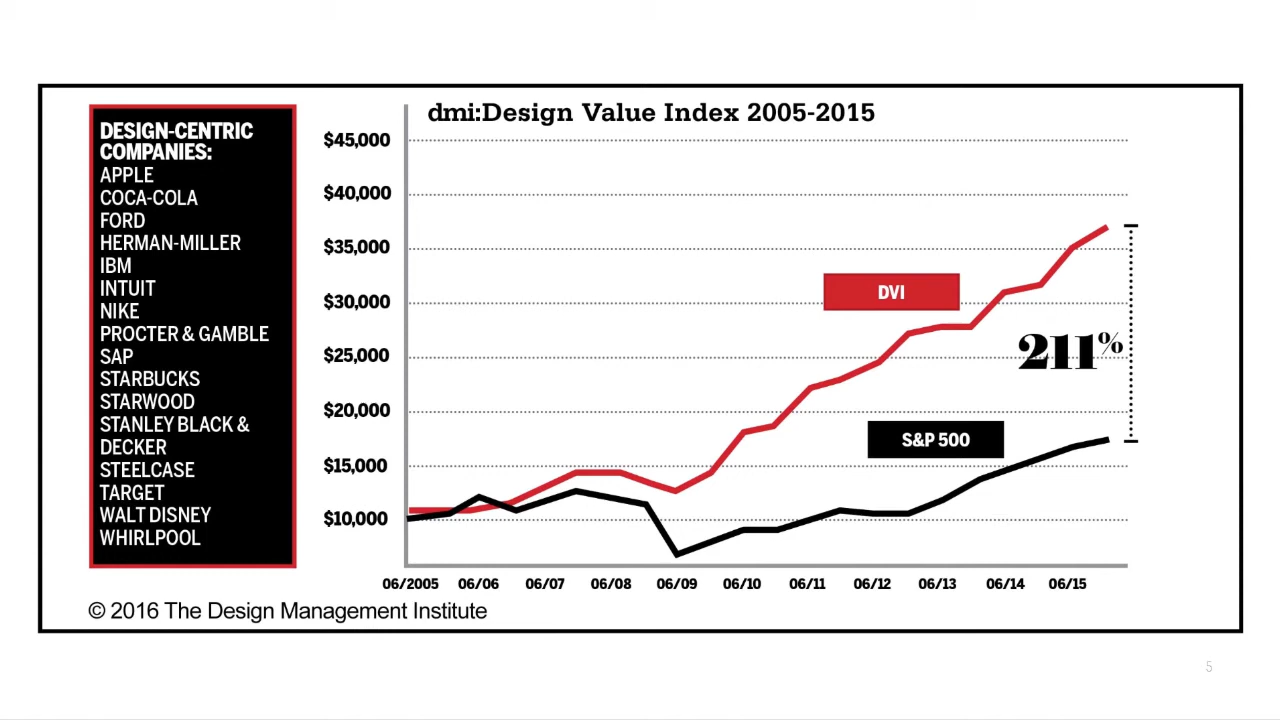 dmi:Design Value Index 2005-2015
DESIGN-CENTRIC
COMPANIES:
APPLE
COCA-COLA
FORD
HERMAN-MILLER
IBM
INTUIT
NIKE
PROCTER & GAMBLE
SAP
STARBUCKS
STARWOOD
STANLEY BLACK &
DECKER
STEELCASE
TARGET
WALT DISNEY
WHIRLPOOL
$45,000
$40,000
$35,000
$30,000
$25,000
$20,000
$15,000
$10,000
DVI
211%
S&P 500
06/2005 06/06 06/07 06/08 06/09 06/10 06/11 06/12 06/13 06/14 06/15
© 2016 The Design Management Institute
5